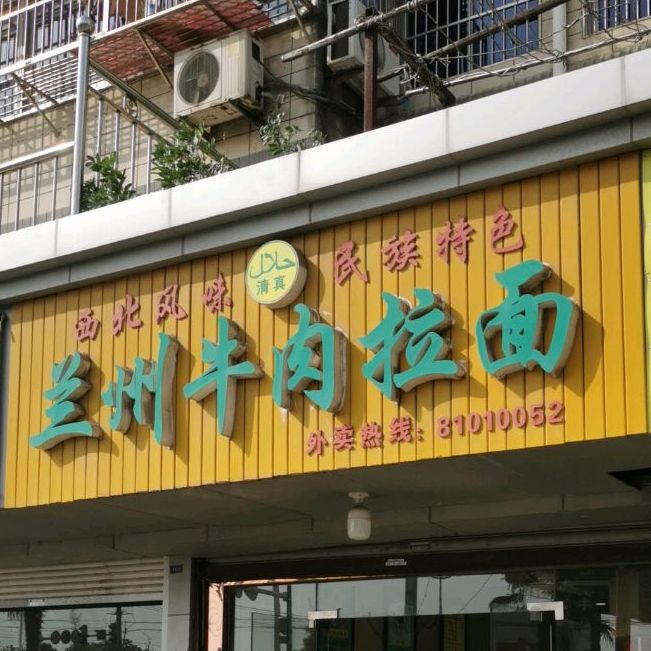 西北风味
حلال
清真
民族特色
兰州牛肉拉面
外卖热线：81010052